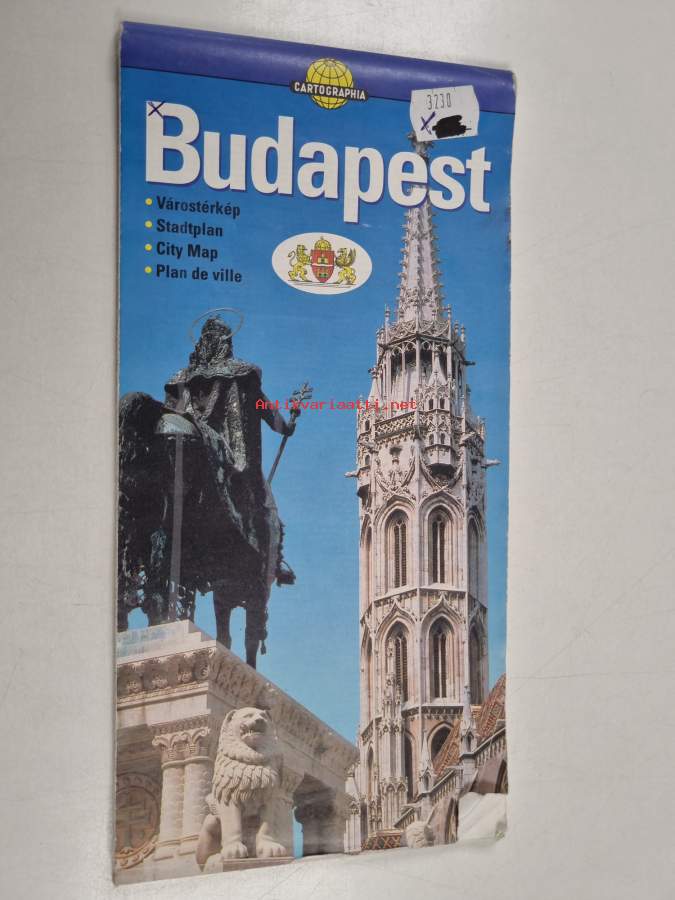 CARTOGRAPHIA
3230
x
x
Budapest
• Várostérkép
• Stadtplan
• City Map
• Plan de ville
Antikvariaatti.net